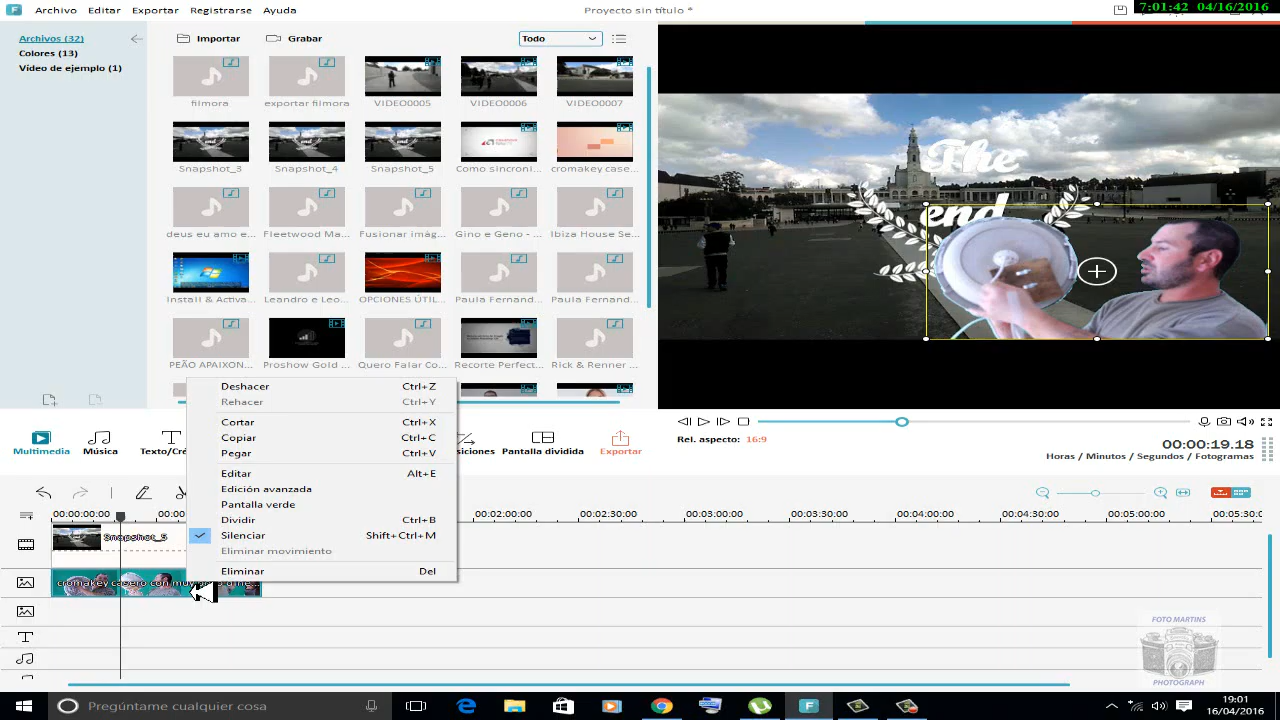 Archivo Editar Exportar Registrarse Ayuda
Proyecto sin título *
7:01:42 04/16/2016
Archivos (32)
Colores (13)
Vídeo de ejemplo (1)
Importar Grabar Todo
filmora exportar filmora VIDEO0005 VIDEO0006 VIDEO0007
Snapshot_3 Snapshot_4 Snapshot_5 Como sincroni... cromakey case...
deus eu amo e... Fleetwood Ma... Fusionar imág... Gino e Geno - ... Ibiza House Se...
Install & Activa... Leandro e Leo... OPCIONES ÚTIL... Paula Fernand... Paula Fernand...
PEÃO APAIXON... Proshow Gold ... Quero Falar Co... Recorte Perfect... Rick & Renner ...
The
end
Deshacer Ctrl+Z
Rehacer Ctrl+Y
Cortar Ctrl+X
Copiar Ctrl+C
Pegar Ctrl+V
Editar Alt+E
Edición avanzada
Pantalla verde
Dividir Ctrl+B
Silenciar Shift+Ctrl+M
Eliminar movimiento
Eliminar Del
Multimedia Música Texto/Cré siciones Pantalla dividida Exportar
Rel. aspecto: 16:9
00:00:19.18
Horas / Minutos / Segundos / Fotogramas
00:00:00:00 00:00 00:02:00:00 00:02:30:00 00:03:00:00 00:03:30:00 00:04:00:00 00:04:30:00 00:05:00:00 00:05:30:0
Snapshot_5
cromakey casero con mu
FOTO MARTINS
PHOTOGRAPH
Pregúntame cualquier cosa
19:01
16/04/2016